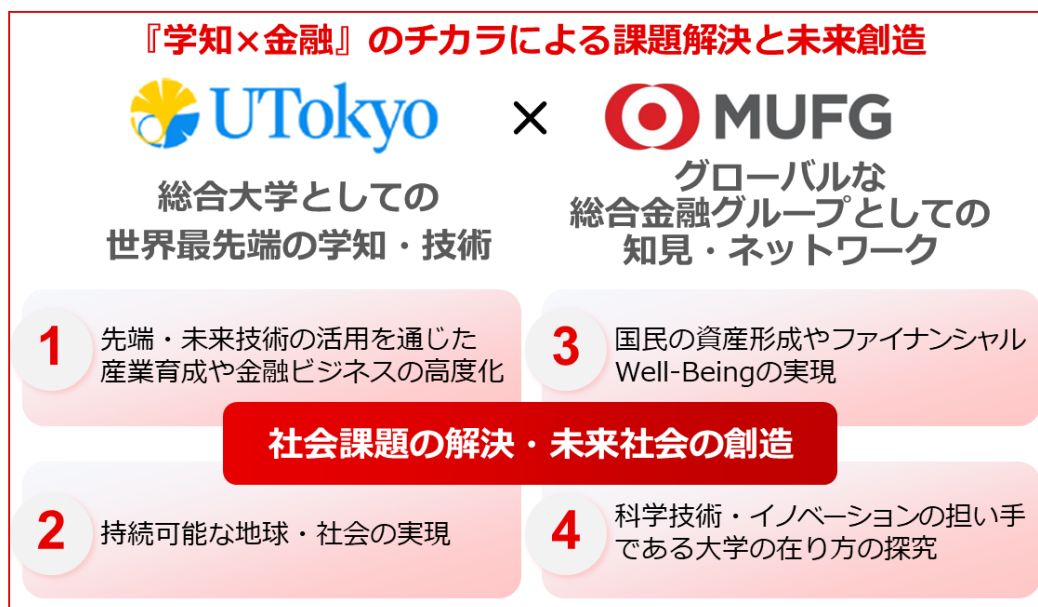 『学知×金融』のチカラによる課題解決と未来創造
UTokyo × MUFG
総合大学としての
世界最先端の学知・技術
グローバルな
総合金融グループとしての
知見・ネットワーク
1
先端・未来技術の活用を通じた
産業育成や金融ビジネスの高度化
3
国民の資産形成やファイナンシャル
Well-Beingの実現
社会課題の解決・未来社会の創造
2
持続可能な地球・社会の実現
4
科学技術・イノベーションの担い手
である大学の在り方の探究